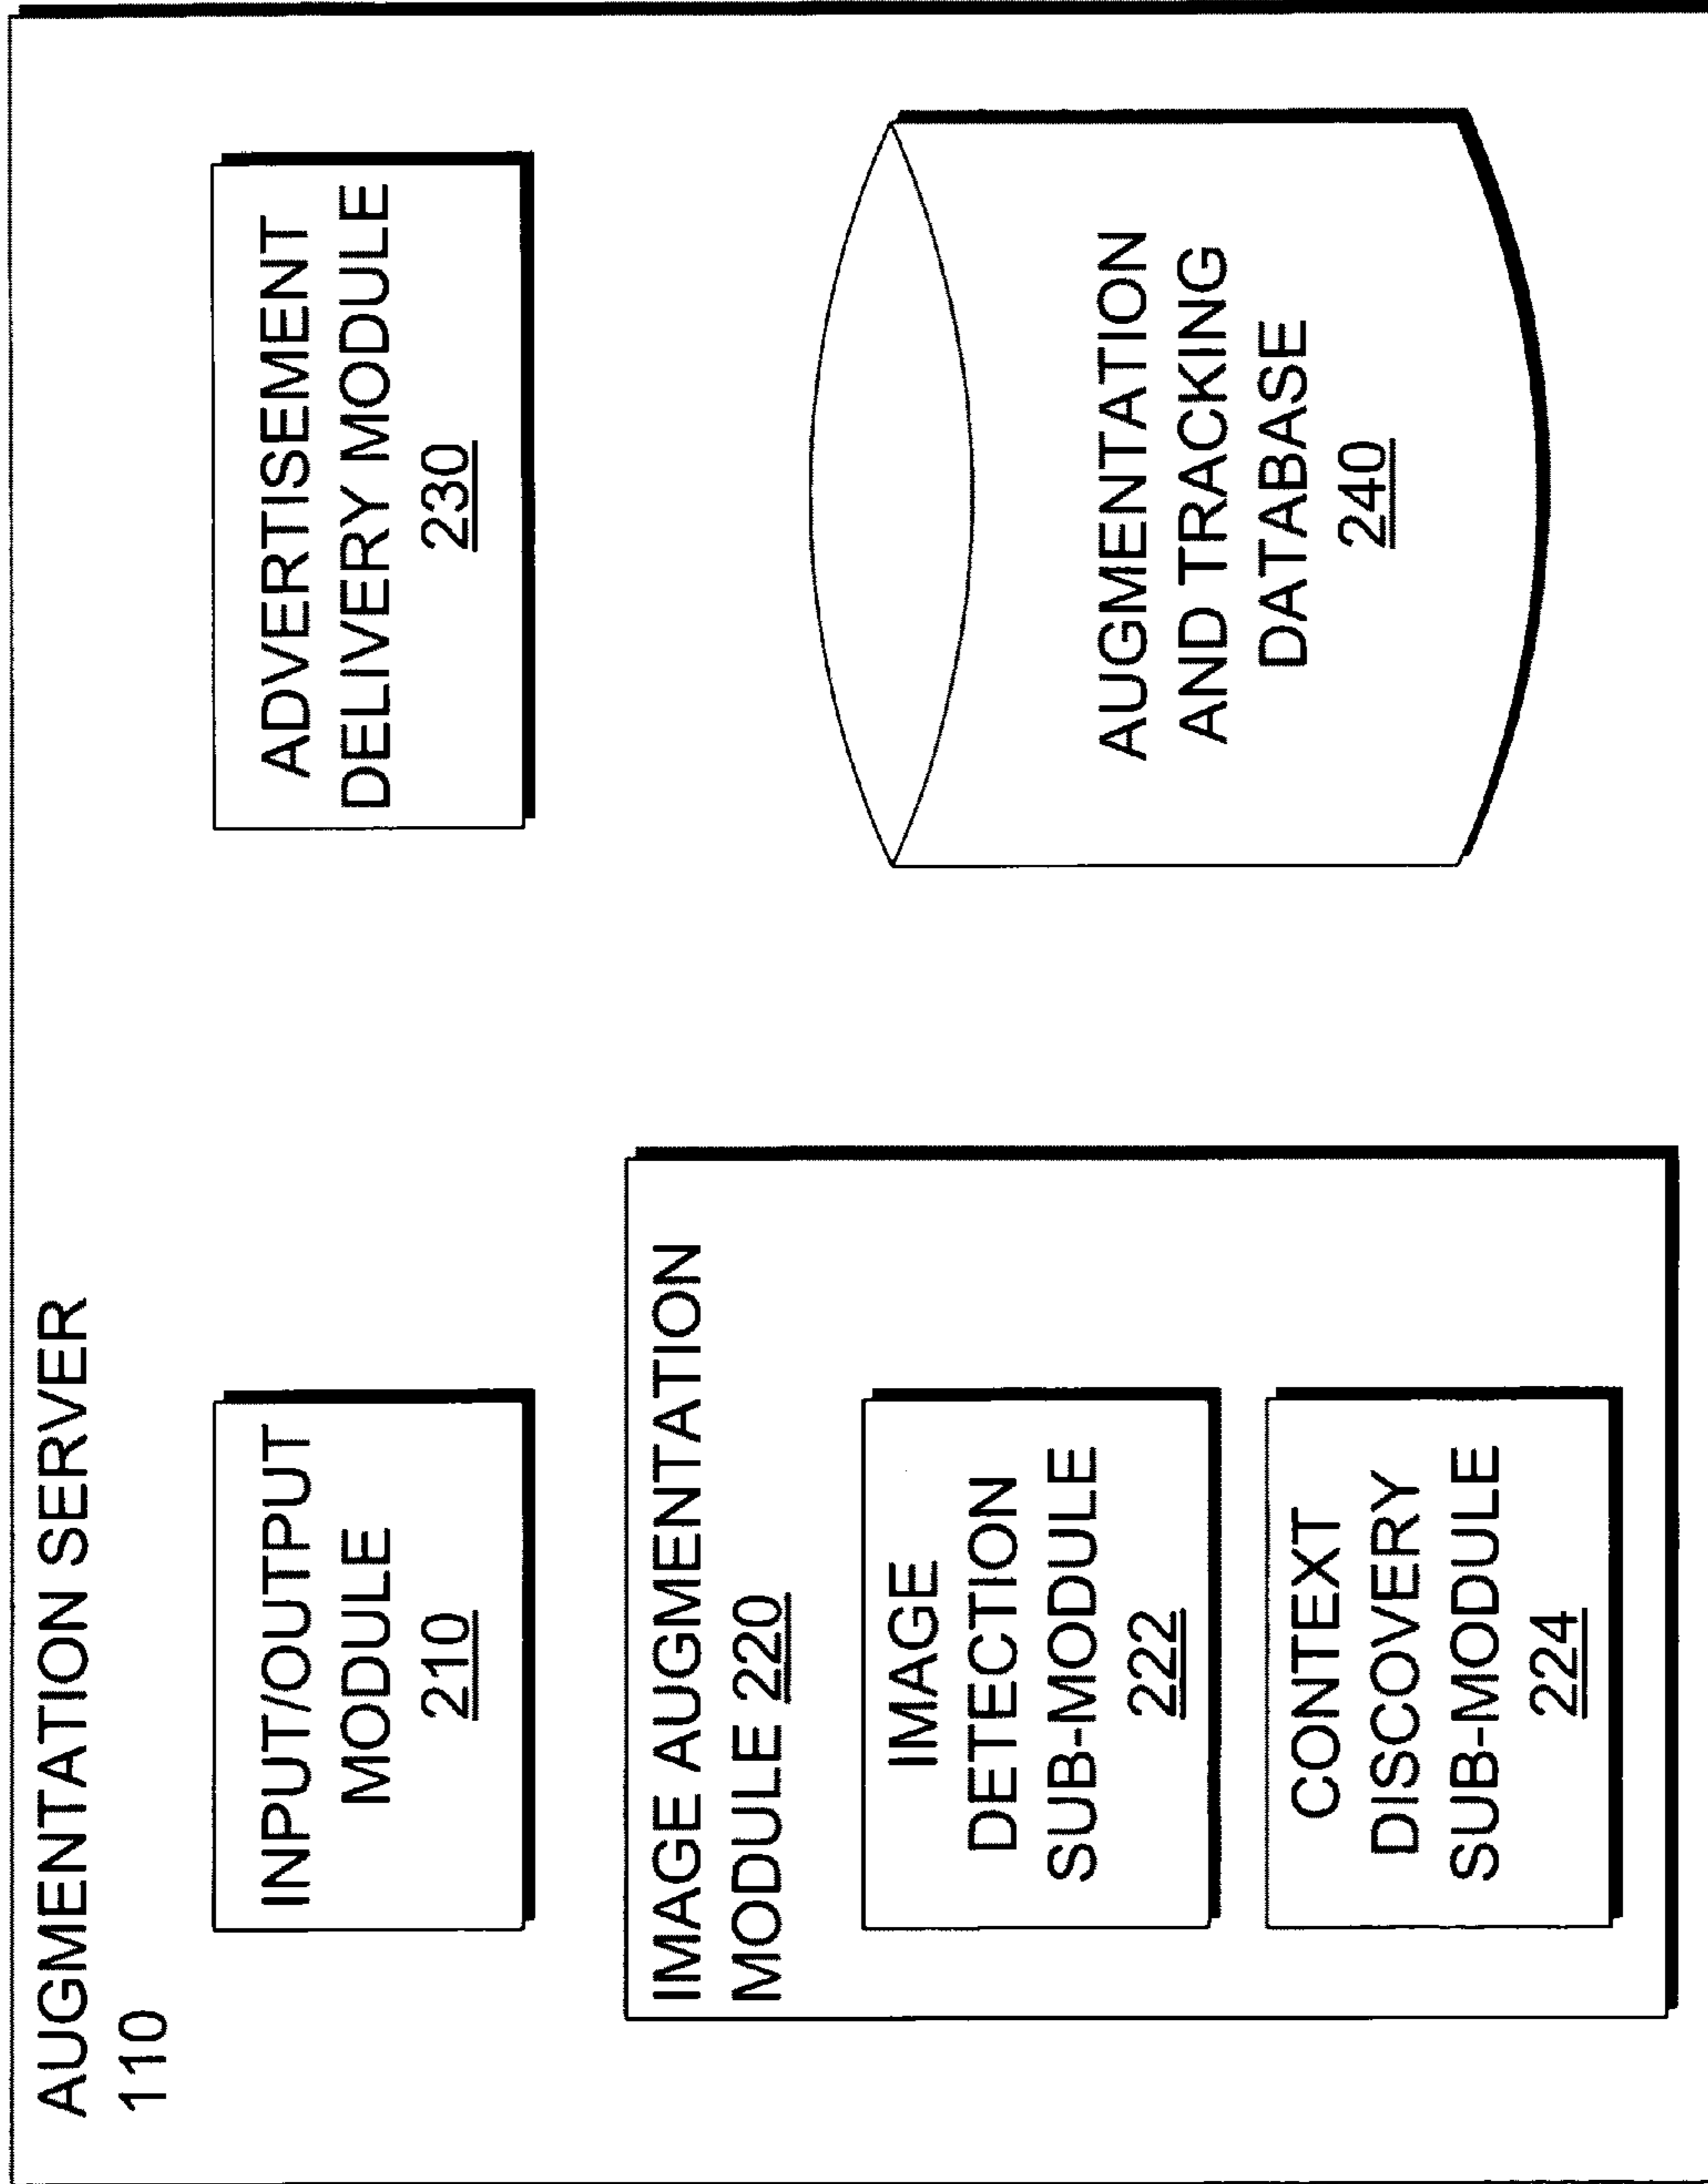 AUGMENTATION SERVER
110
INPUT/OUTPUT
MODULE
210
IMAGE AUGMENTATION
MODULE 220
IMAGE
DETECTION
SUB-MODULE
222
CONTEXT
DISCOVERY
SUB-MODULE
224
ADVERTISEMENT
DELIVERY MODULE
230
AUGMENTATION
AND TRACKING
DATABASE
240